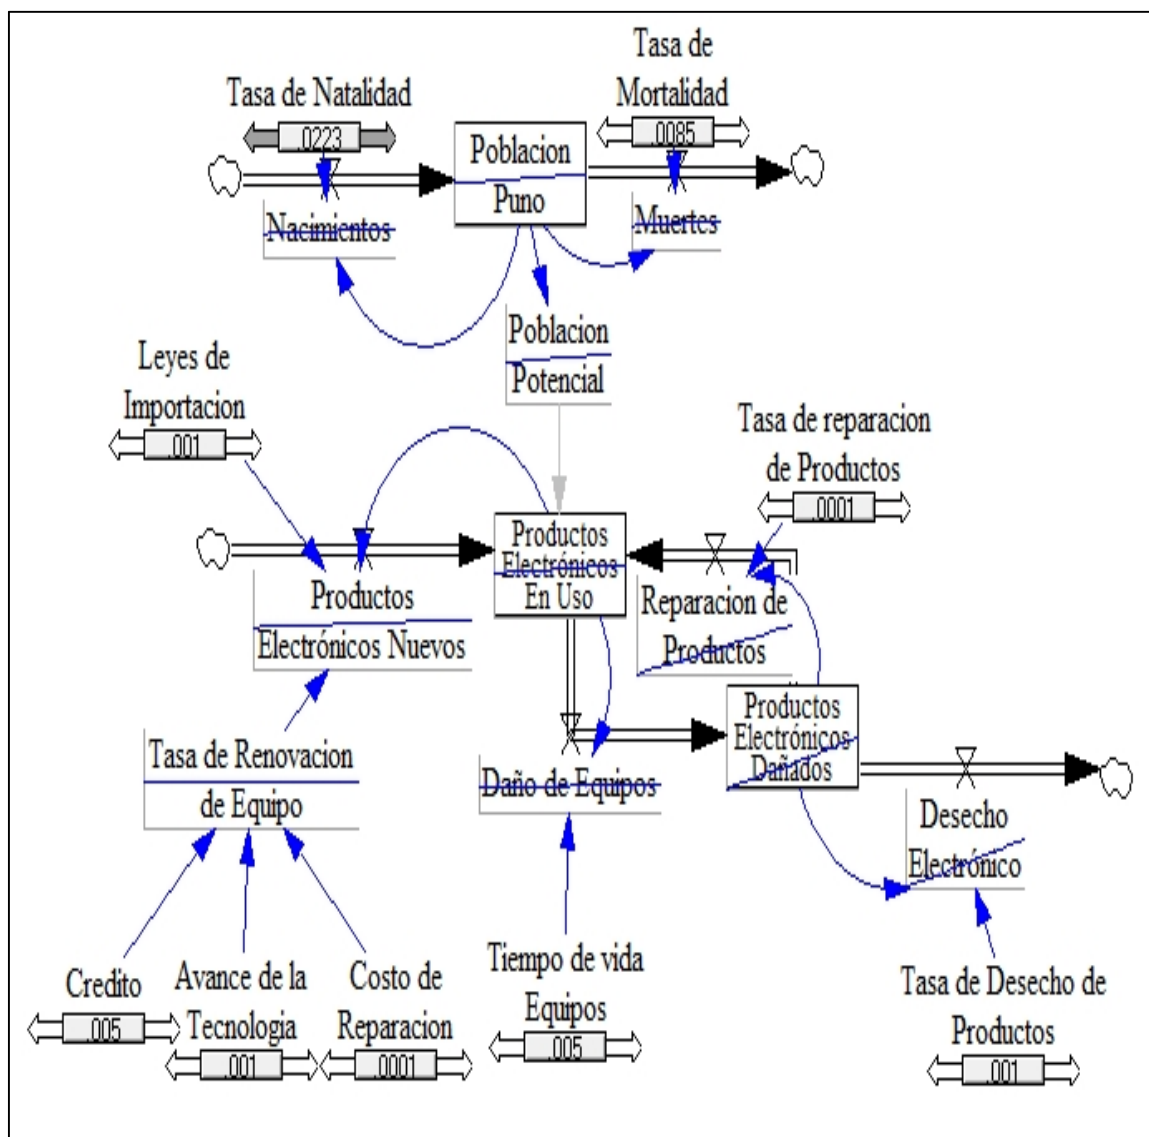 Tasa de Natalidad
.0223
Tasa de
Mortalidad
.0085
Poblacion
Puno
Nacimientos
Muertes
Poblacion
Potencial
Leyes de
Importacion
.001
Tasa de reparacion
de Productos
.0001
Productos
Electrónicos
En Uso
Productos
Electrónicos Nuevos
Reparacion de
Productos
Tasa de Renovacion
de Equipo
Daño de Equipos
Productos
Electrónicos
Dañados
Desecho
Electrónico
Credito
.005
Avance de la
Tecnologia
.001
Costo de
Reparacion
.0001
Tiempo de vida
Equipos
.005
Tasa de Desecho de
Productos
.001